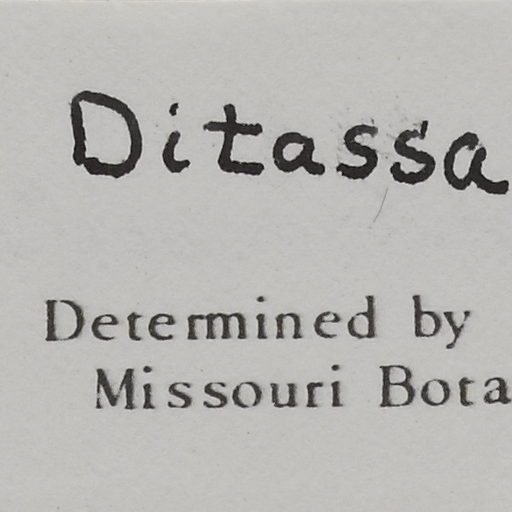 Ditassa
Determined by
Missouri Bota